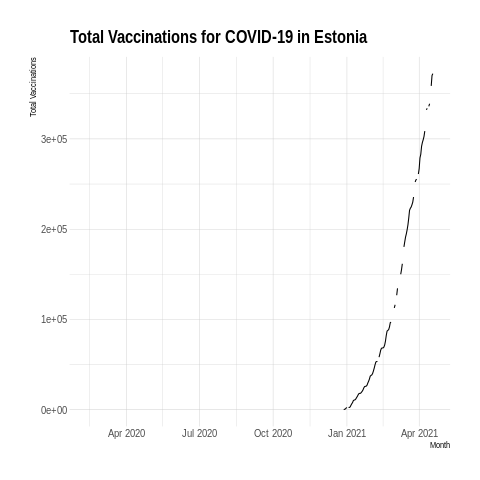 Total Vaccinations for COVID-19 in Estonia
Total Vaccinations
3e+05
2e+05
1e+05
0e+00
Apr 2020 Jul 2020 Oct 2020 Jan 2021 Apr 2021
Month